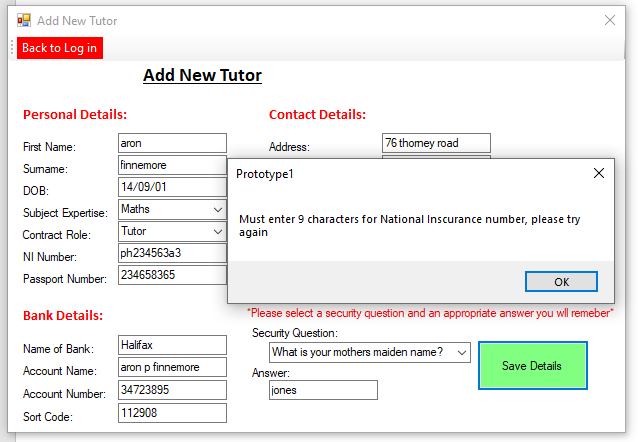 Add New Tutor
Back to Log in
Add New Tutor
Personal Details:
First Name: aron
Surname: finnemore
DOB: 14/09/01
Subject Expertise: Maths
Contract Role: Tutor
NI Number: ph234563a3
Passport Number: 234658365
Contact Details:
Address: 76 thorney road
Prototype1
Must enter 9 characters for National Inscurance number, please try
again
OK
Bank Details:
Name of Bank: Halifax
Account Name: aron p finnemore
Account Number: 34723895
Sort Code: 112908
*Please select a security question and an appropriate answer you wlll remeber*
Security Question:
What is your mothers maiden name?
Answer:
jones
Save Details